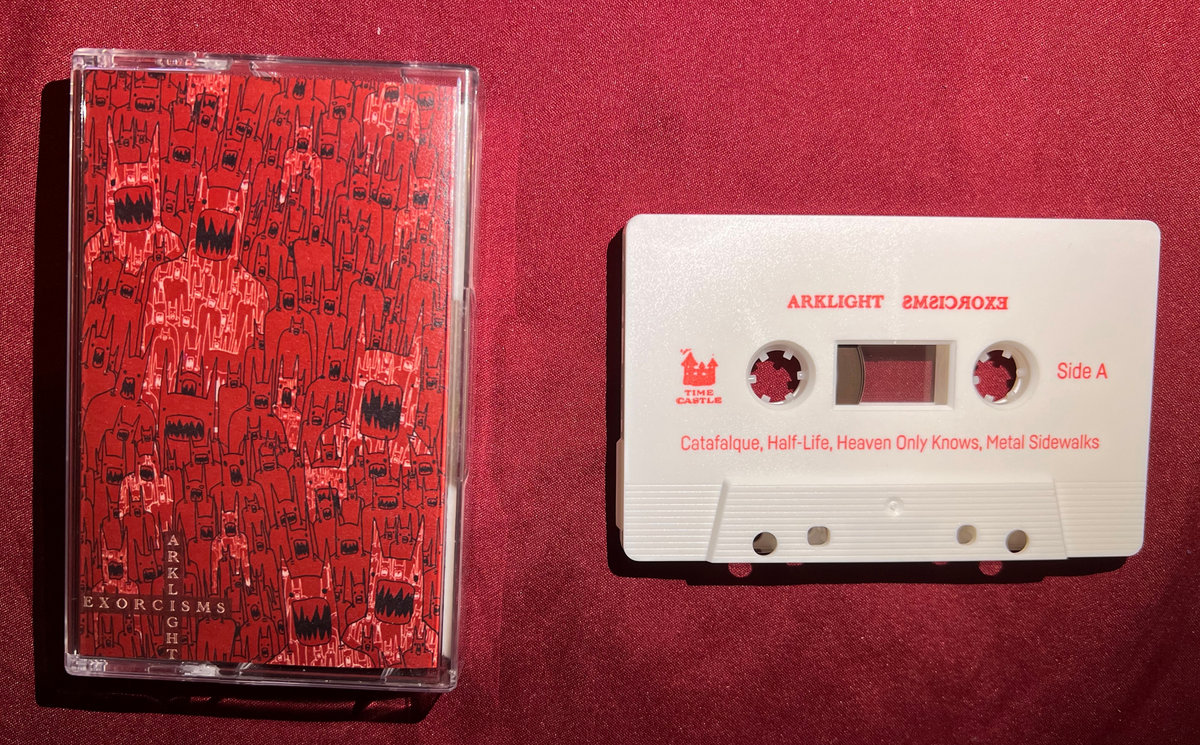 ARKLIGHT
EXORCISMS
ARKLIGHT EXORCISMS
TIME
CASTLE
Side A
Catafalque, Half-Life, Heaven Only Knows, Metal Sidewalks